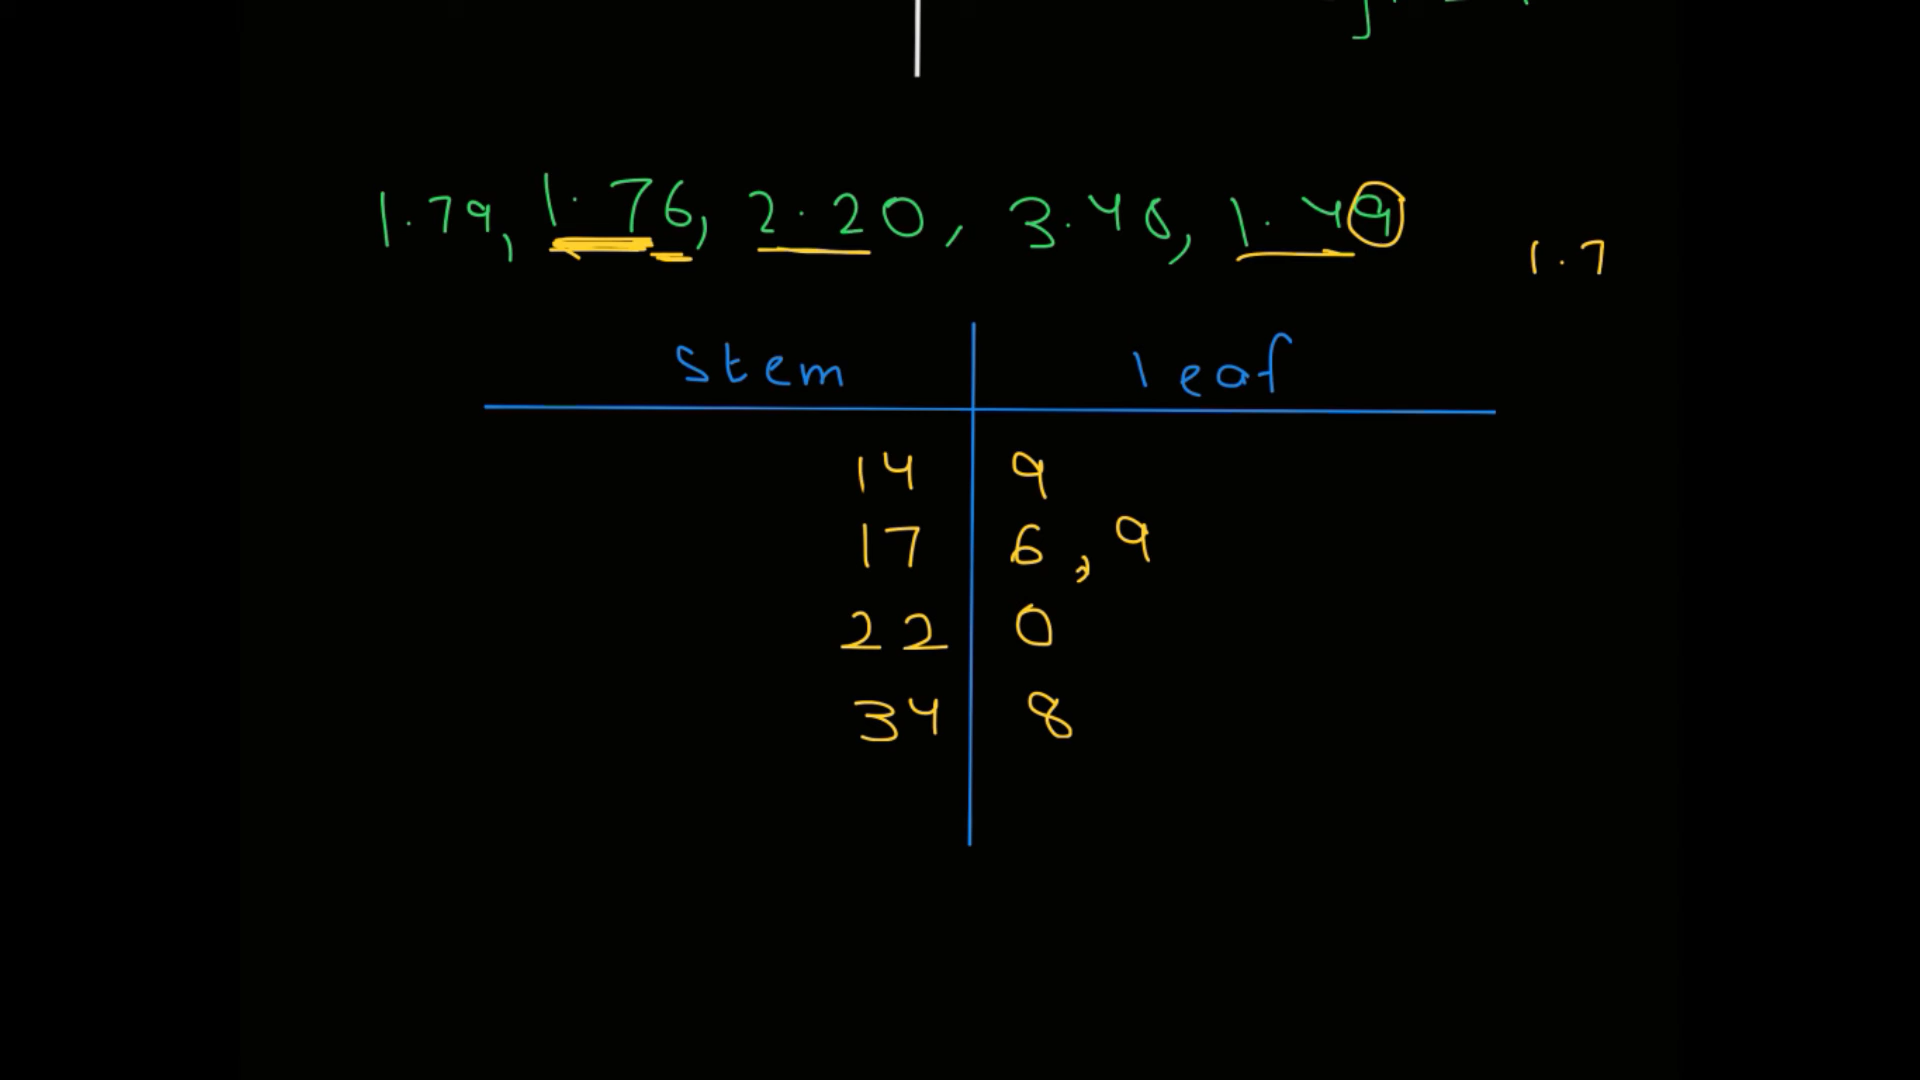 1.79, 1.76, 2.20, 3.48, 1.49
1.7
stem leaf
14 9
17 6, 9
22 0
34 8